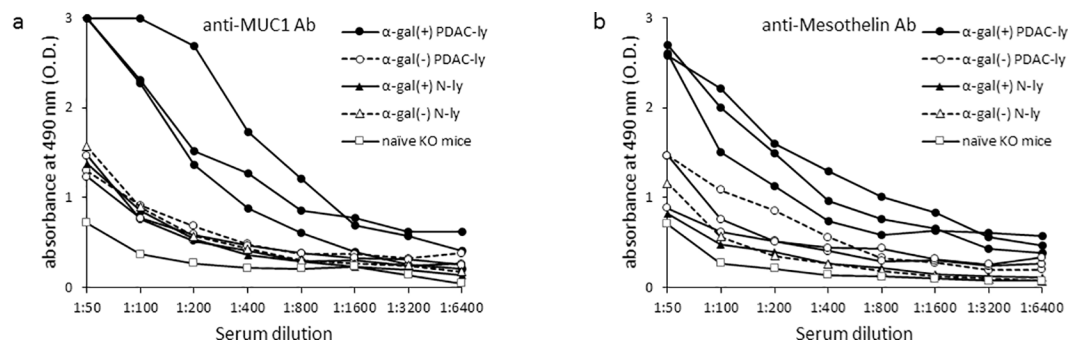 a
anti-MUC1 Ab
absorbance at 490 nm (O.D.)
3
2
1
0
1:50 1:100 1:200 1:400 1:800 1:1600 1:3200 1:6400
Serum dilution
α-gal(+) PDAC-ly
α-gal(-) PDAC-ly
α-gal(+) N-ly
α-gal(-) N-ly
naïve KO mice
b
anti-Mesothelin Ab
absorbance at 490 nm (O.D.)
3
2
1
0
1:50 1:100 1:200 1:400 1:800 1:1600 1:3200 1:6400
Serum dilution
α-gal(+) PDAC-ly
α-gal(-) PDAC-ly
α-gal(+) N-ly
α-gal(-) N-ly
naïve KO mice